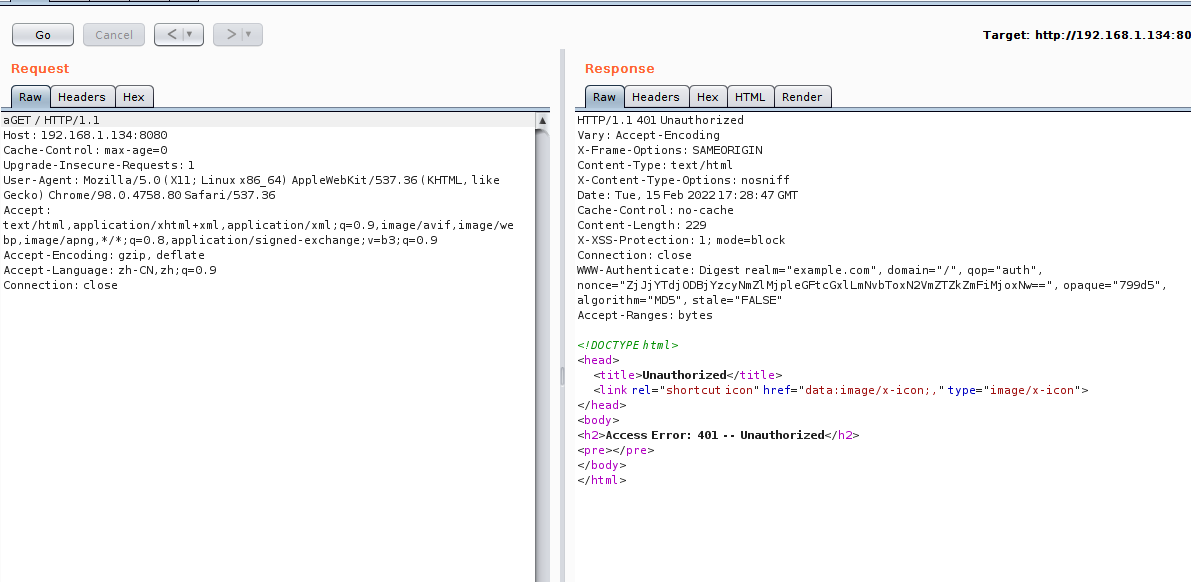 Go Cancel < > Target: http://192.168.1.134:80
Request
Raw Headers Hex
aGET / HTTP/1.1
Host: 192.168.1.134:8080
Cache-Control: max-age=0
Upgrade-Insecure-Requests: 1
User-Agent: Mozilla/5.0 (X11; Linux x86_64) AppleWebKit/537.36 (KHTML, like
Gecko) Chrome/98.0.4758.80 Safari/537.36
Accept:
text/html,application/xhtml+xml,application/xml;q=0.9,image/avif,image/we
bp,image/apng,*/*;q=0.8,application/signed-exchange;v=b3;q=0.9
Accept-Encoding: gzip, deflate
Accept-Language: zh-CN,zh;q=0.9
Connection: close
Response
Raw Headers Hex HTML Render
HTTP/1.1 401 Unauthorized
Vary: Accept-Encoding
X-Frame-Options: SAMEORIGIN
Content-Type: text/html
X-Content-Type-Options: nosniff
Date: Tue, 15 Feb 2022 17:28:47 GMT
Cache-Control: no-cache
Content-Length: 229
X-XSS-Protection: 1; mode=block
Connection: close
WWW-Authenticate: Digest realm="example.com", domain="/", qop="auth",
nonce="ZjJjYTdjODBjYzcyNmZlMjpleGFtcGxlLmNvbToxN2VmZTZkZmFiMjoxNw==", opaque="799d5",
algorithm="MD5", stale="FALSE"
Accept-Ranges: bytes
<!DOCTYPE html>
<head>
<title>Unauthorized</title>
<link rel="shortcut icon" href="data:image/x-icon;," type="image/x-icon">
</head>
<body>
<h2>Access Error: 401 -- Unauthorized</h2>
<pre></pre>
</body>
</html>